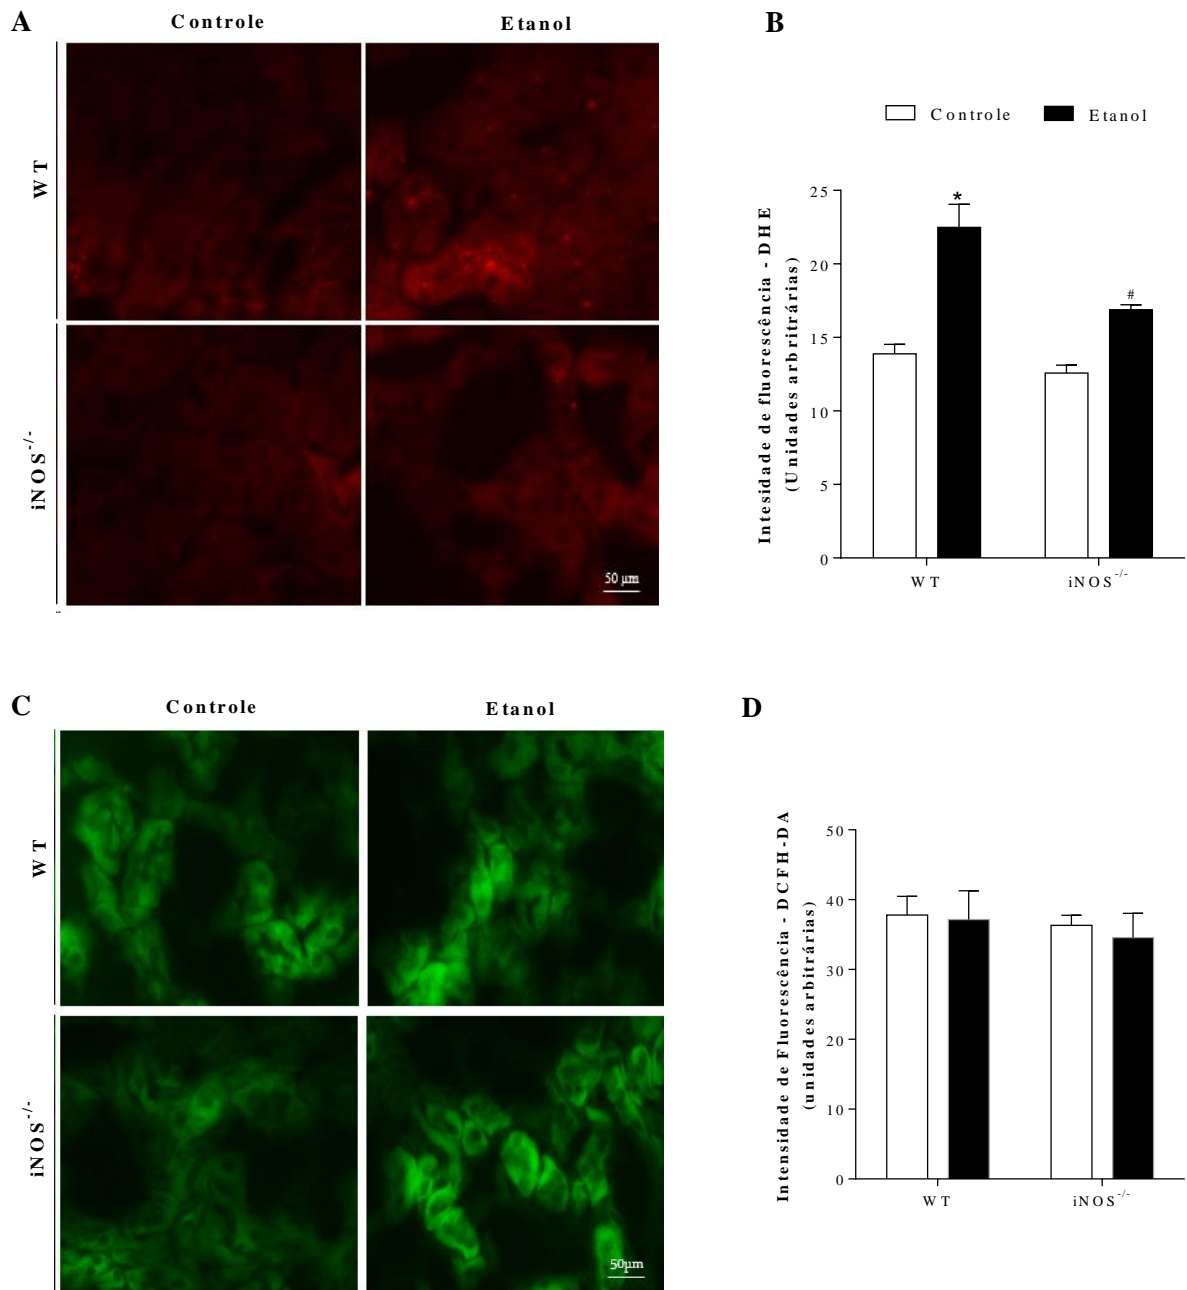 A
Controle
Etanol
WT
iNOS-/-
50 µm
B
Controle
Etanol
Intesidade de fluorescência - DHE
(Unidades arbritrárias)
25
20
15
10
5
0
*
#
WT
iNOS-/-
C
Controle
Etanol
WT
iNOS-/-
50µm
D
Intensidade de Fluorescência - DCFH-DA
(unidades arbitrárias)
50
40
30
20
10
0
WT
iNOS-/-